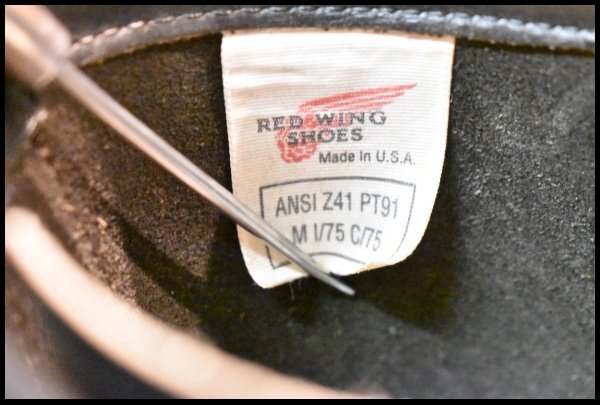 RED WING
SHOES
Made in U.S.A.
ANSI Z41 PT91
M I/75 C/75